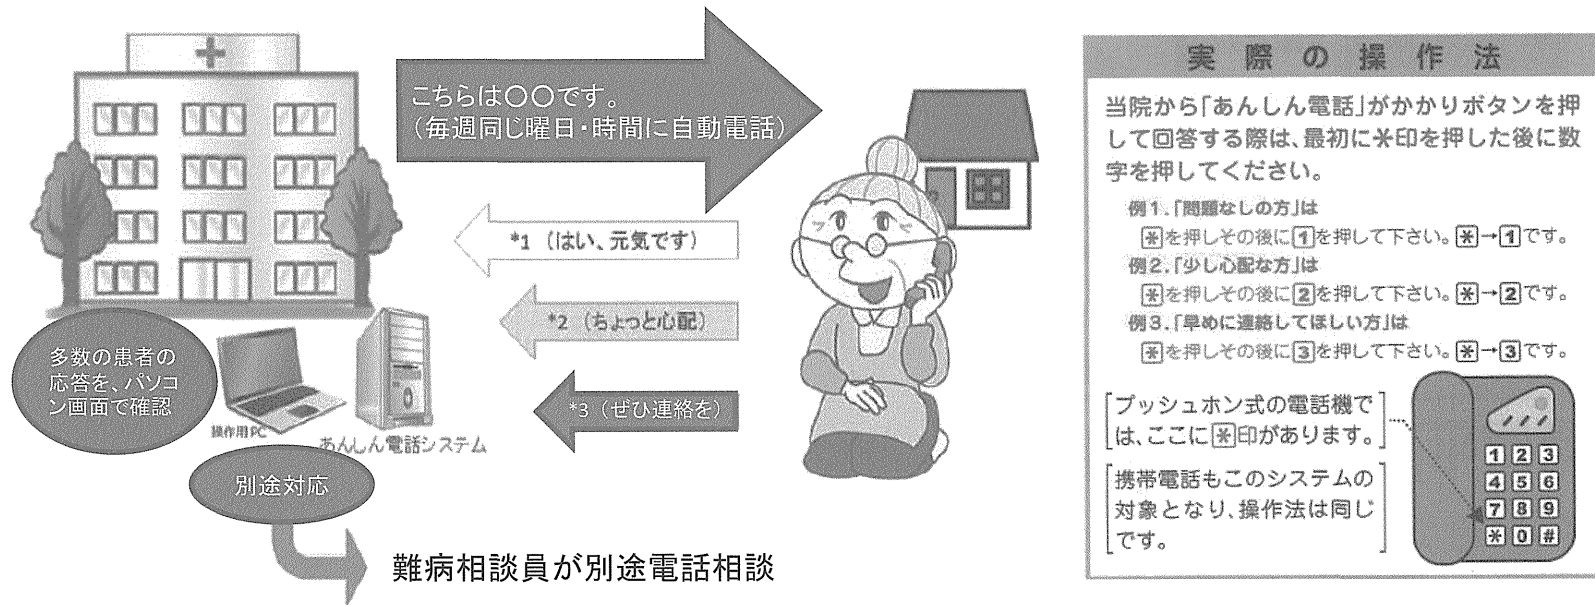 こちらは〇〇です。
（毎週同じ曜日・時間に自動電話）
*1（はい、元気です）
*2（ちょっと心配）
*3（ぜひ連絡を）
多数の患者の
応答を、パソコ
ン画面で確認
操作用PC
あんしん電話システム
別途対応
難病相談員が別途電話相談
実際の操作法
当院から「あんしん電話」がかかりボタンを押
して回答する際は、最初に＊印を押した後に数
字を押してください。
例1.「問題なしの方」は
＊を押しその後に1を押して下さい。＊→1です。
例2.「少し心配な方」は
＊を押しその後に2を押して下さい。＊→2です。
例3.「早めに連絡してほしい方」は
＊を押しその後に3を押して下さい。＊→3です。
プッシュホン式の電話機で
は、ここに＊印があります。
携帯電話もこのシステムの
対象となり、操作法は同じ
です。
1 2 3
4 5 6
7 8 9
＊ 0 #